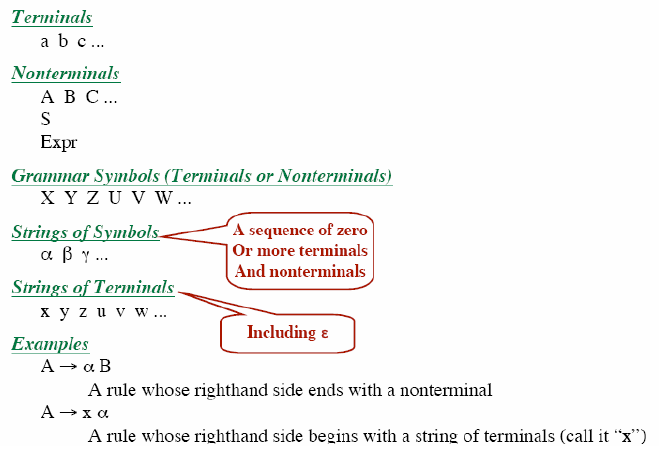 Terminals
a b c ...
Nonterminals
A B C ...
S
Expr
Grammar Symbols (Terminals or Nonterminals)
X Y Z U V W ...
Strings of Symbols
α β γ ...
A sequence of zero
Or more terminals
And nonterminals
Strings of Terminals
x y z u v w ...
Including ε
Examples
A → α B
A rule whose righthand side ends with a nonterminal
A → x α
A rule whose righthand side begins with a string of terminals (call it “x”)